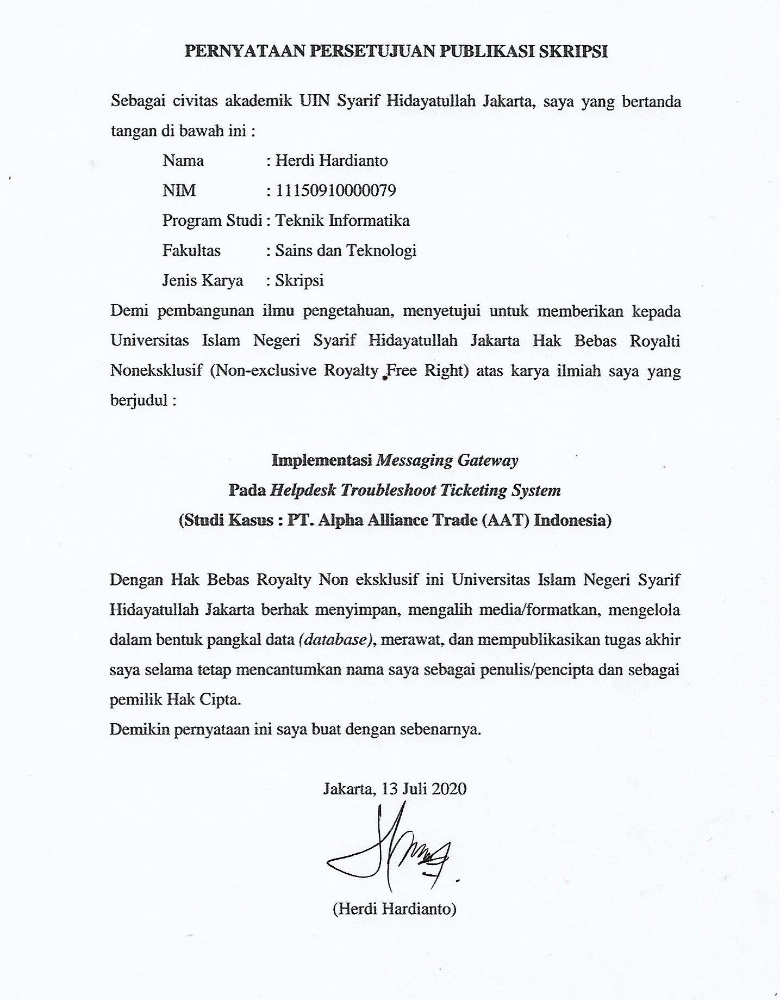 PERNYATAAN PERSETUJUAN PUBLIKASI SKRIPSI
Sebagai civitas akademik UIN Syarif Hidayatullah Jakarta, saya yang bertanda
tangan di bawah ini :
Nama : Herdi Hardianto
NIM : 11150910000079
Program Studi : Teknik Informatika
Fakultas : Sains dan Teknologi
Jenis Karya : Skripsi
Demi pembangunan ilmu pengetahuan, menyetujui untuk memberikan kepada
Universitas Islam Negeri Syarif Hidayatullah Jakarta Hak Bebas Royalti
Noneksklusif (Non-exclusive Royalty Free Right) atas karya ilmiah saya yang
berjudul :
Implementasi Messaging Gateway
Pada Helpdesk Troubleshoot Ticketing System
(Studi Kasus : PT. Alpha Alliance Trade (AAT) Indonesia)
Dengan Hak Bebas Royalty Non eksklusif ini Universitas Islam Negeri Syarif
Hidayatullah Jakarta berhak menyimpan, mengalih media/formatkan, mengelola
dalam bentuk pangkal data (database), merawat, dan mempublikasikan tugas akhir
saya selama tetap mencantumkan nama saya sebagai penulis/pencipta dan sebagai
pemilik Hak Cipta.
Demikin pernyataan ini saya buat dengan sebenarnya.
Jakarta, 13 Juli 2020
(Herdi Hardianto)